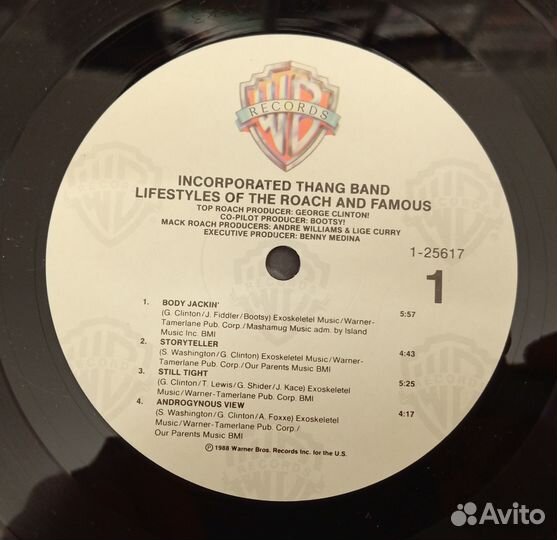 WB
RECORDS
INCORPORATED THANG BAND
LIFESTYLES OF THE ROACH AND FAMOUS
TOP ROACH PRODUCER: GEORGE CLINTON!
CO-PILOT PRODUCER: BOOTSY!
MACK ROACH PRODUCERS: ANDRÉ WILLIAMS & LIGE CURRY
EXECUTIVE PRODUCER: BENNY MEDINA
1-25617
1
1. BODY JACKIN' 5:57
(G. Clinton/J. Fiddler/Bootsy) Exoskeletel Music/Warner-
Tamerlane Pub. Corp./Mashamug Music adm. by Island
Music Inc. BMI
2. STORYTELLER 4:43
(S. Washington/G. Clinton) Exoskeletel Music/Warner-
Tamerlane Pub. Corp./Our Parents Music BMI
3. STILL TIGHT 5:25
(G. Clinton/T. Lewis/G. Shider/J. Kace) Exoskeletel
Music/Warner-Tamerlane Pub. Corp. BMI
4. ANDROGYNOUS VIEW 4:17
(S. Washington/G. Clinton/A. Foxxe) Exoskeletel
Music/Warner-Tamerlane Pub. Corp./
Our Parents Music BMI
℗1988 Warner Bros. Records Inc. for the U.S.
Avito